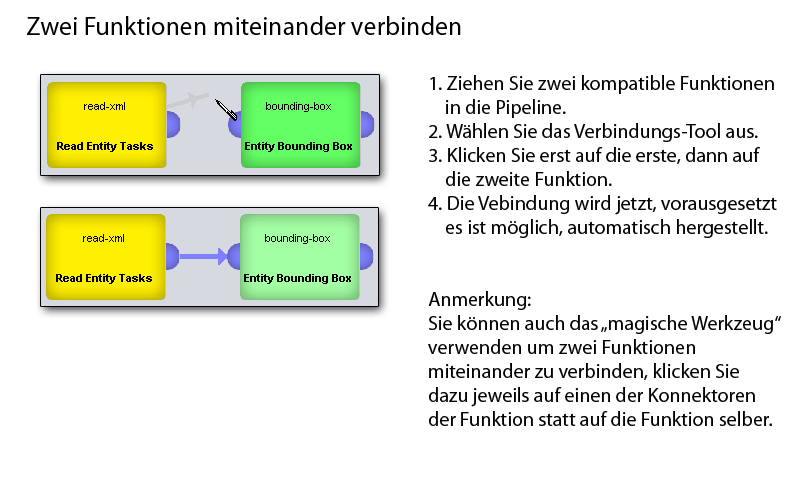 Zwei Funktionen miteinander verbinden
read-xml
bounding-box
Read Entity Tasks
Entity Bounding Box
read-xml
bounding-box
Read Entity Tasks
Entity Bounding Box
1. Ziehen Sie zwei kompatible Funktionen
in die Pipeline.
2. Wählen Sie das Verbindungs-Tool aus.
3. Klicken Sie erst auf die erste, dann auf
die zweite Funktion.
4. Die Vebindung wird jetzt, vorausgesetzt
es ist möglich, automatisch hergestellt.
Anmerkung:
Sie können auch das „magische Werkzeug“
verwenden um zwei Funktionen
miteinander zu verbinden, klicken Sie
dazu jeweils auf einen der Konnektoren
der Funktion statt auf die Funktion selber.